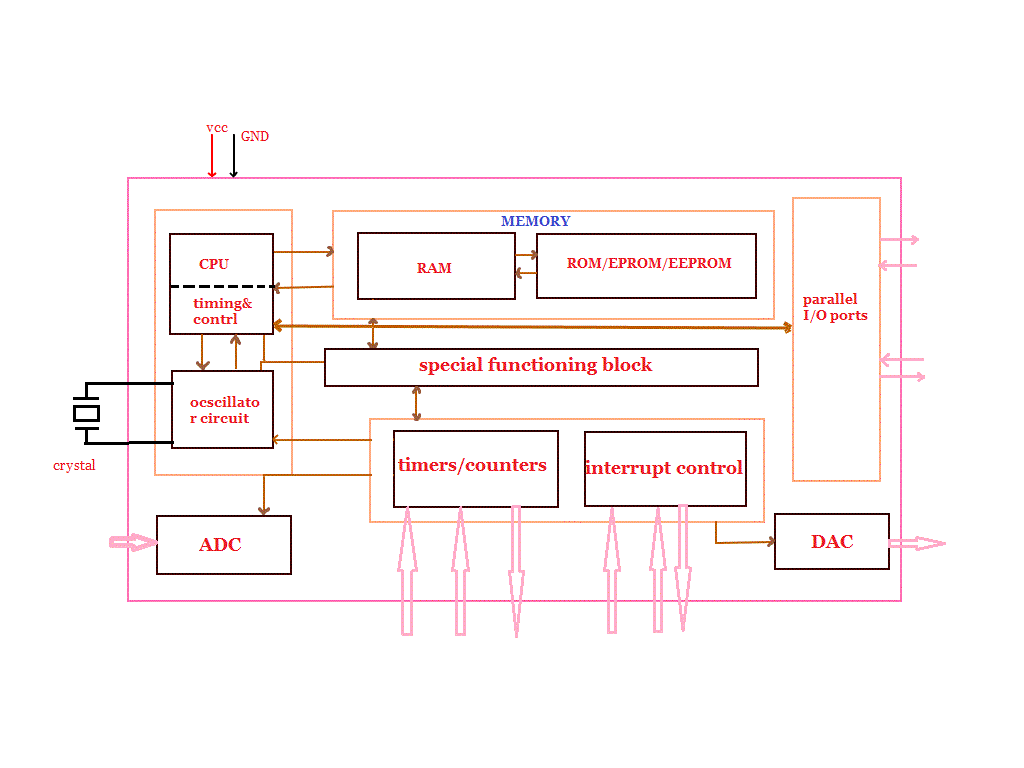 vcc
GND
MEMORY
CPU
RAM
ROM/EPROM/EEPROM
timing&
contrl
parallel
I/O ports
special functioning block
ocscillato
r circuit
crystal
timers/counters
interrupt control
ADC
DAC